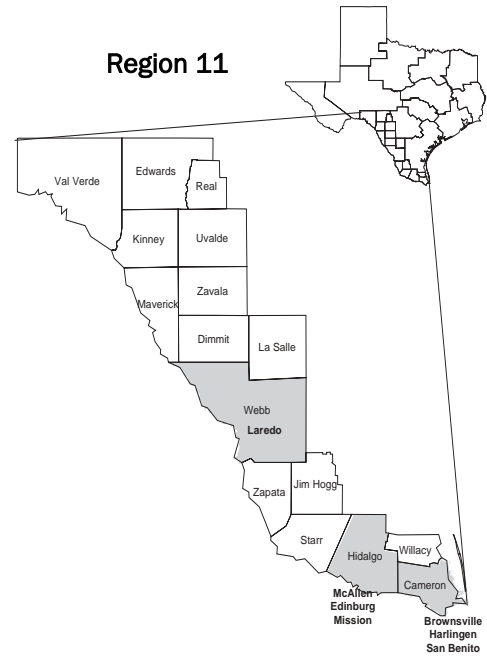 Region 11
Val Verde
Edwards
Real
Kinney
Uvalde
Maverick
Zavala
Dimmit
La Salle
Webb
Laredo
Zapata
Jim Hogg
Starr
Hidalgo
Willacy
Cameron
McAllen
Edinburg
Mission
Brownsville
Harlingen
San Benito